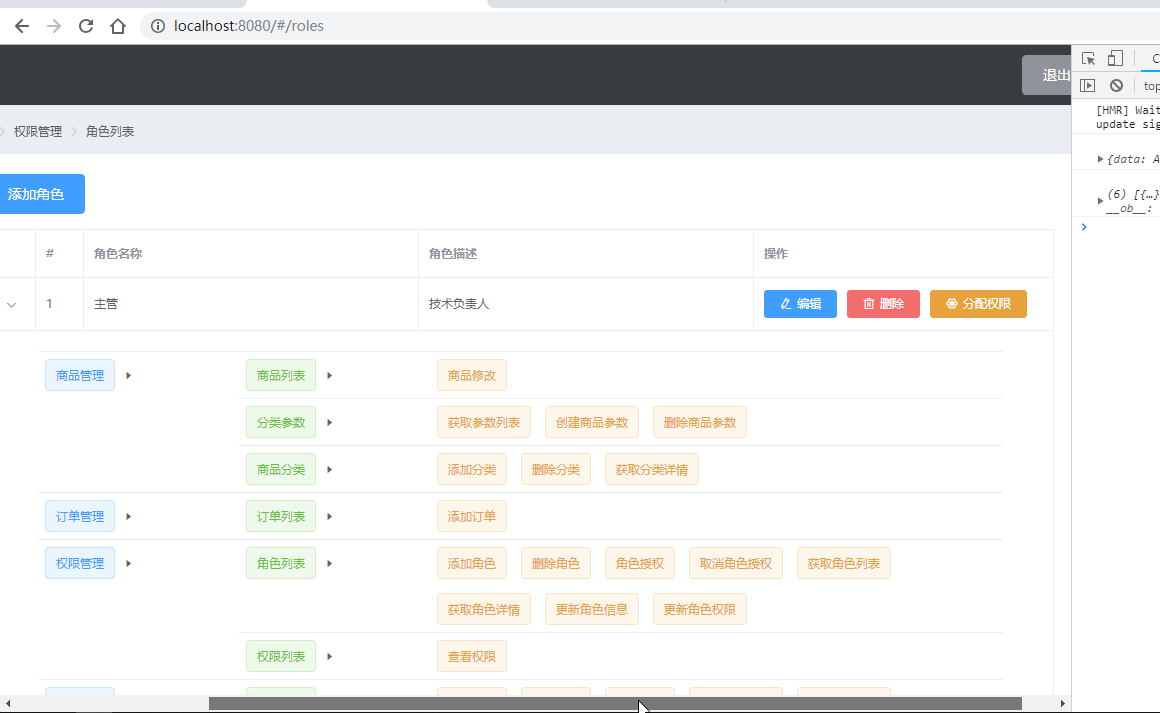 localhost:8080/#/roles
退出
权限管理 > 角色列表
添加角色
# 角色名称 角色描述 操作
1 主管 技术负责人 编辑 删除 分配权限
商品管理 商品列表 商品修改
分类参数 获取参数列表 创建商品参数 删除商品参数
商品分类 添加分类 删除分类 获取分类详情
订单管理 订单列表 添加订单
权限管理 角色列表 添加角色 删除角色 角色授权 取消角色授权 获取角色列表
获取角色详情 更新角色信息 更新角色权限
权限列表 查看权限
top
[HMR] Wait
update sig
{data: A
(6) [{…}
__ob__: